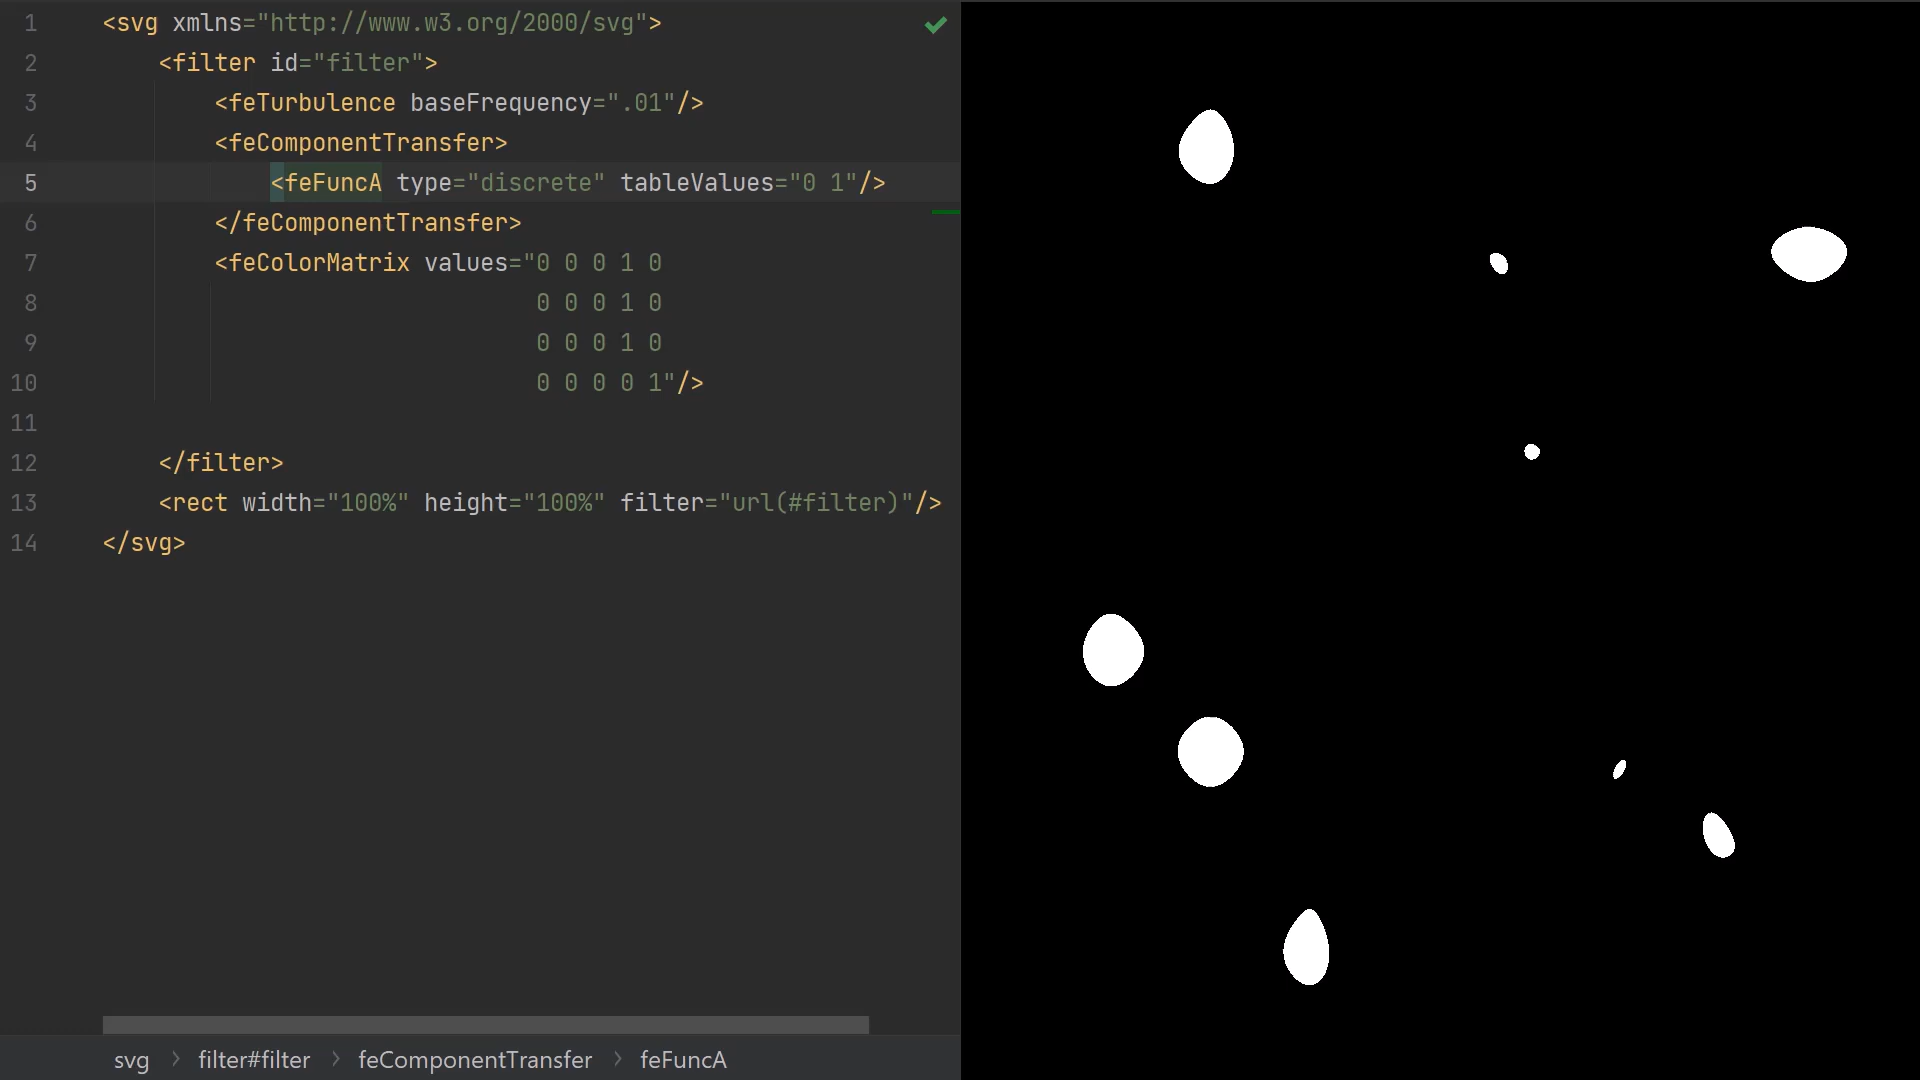 1 <svg xmlns="http://www.w3.org/2000/svg">
2 <filter id="filter">
3 <feTurbulence baseFrequency=".01"/>
4 <feComponentTransfer>
5 <feFuncA type="discrete" tableValues="0 1"/>
6 </feComponentTransfer>
7 <feColorMatrix values="0 0 0 1 0
8 0 0 0 1 0
9 0 0 0 1 0
10 0 0 0 0 1"/>
11
12 </filter>
13 <rect width="100%" height="100%" filter="url(#filter)"/>
14 </svg>
svg > filter#filter > feComponentTransfer > feFuncA